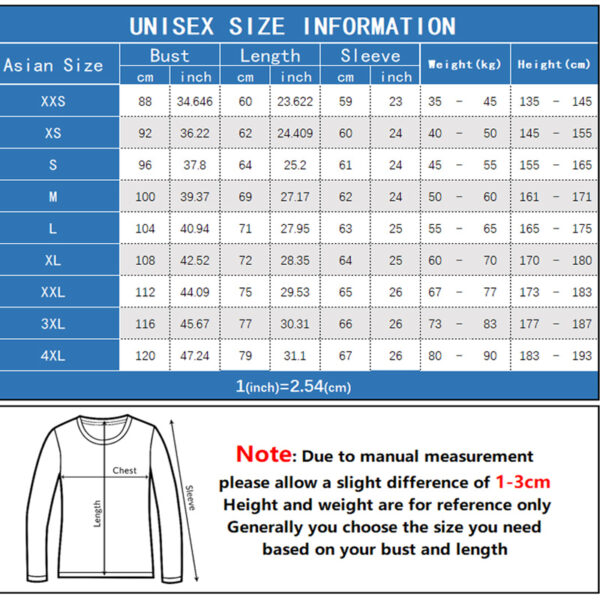 UNISEX SIZE INFORMATION
Asian Size Bust Length Sleeve Weight(kg) Height(cm)
cm inch cm inch cm inch
XXS 88 34.646 60 23.622 59 23 35 - 45 135 - 145
XS 92 36.22 62 24.409 60 24 40 - 50 145 - 155
S 96 37.8 64 25.2 61 24 45 - 55 155 - 165
M 100 39.37 69 27.17 62 24 50 - 60 161 - 171
L 104 40.94 71 27.95 63 25 55 - 65 165 - 175
XL 108 42.52 72 28.35 64 25 60 - 70 170 - 180
XXL 112 44.09 75 29.53 65 26 67 - 77 173 - 183
3XL 116 45.67 77 30.31 66 26 73 - 83 177 - 187
4XL 120 47.24 79 31.1 67 26 80 - 90 183 - 193
1(inch)=2.54(cm)
Chest
Length
Sleeve
Note: Due to manual measurement
please allow a slight difference of 1-3cm
Height and weight are for reference only
Generally you choose the size you need
based on your bust and length